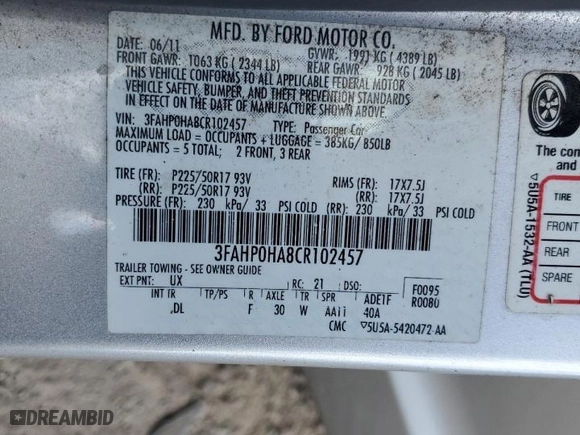 MFD. BY FORD MOTOR CO.
DATE: 06/11 GVWR: 1991 KG ( 4389 LB)
FRONT GAWR: 1063 KG ( 2344 LB) REAR GAWR: 928 KG ( 2045 LB)
THIS VEHICLE CONFORMS TO ALL APPLICABLE FEDERAL MOTOR
VEHICLE SAFETY, BUMPER, AND THEFT PREVENTION STANDARDS
IN EFFECT ON THE DATE OF MANUFACTURE SHOWN ABOVE.
VIN: 3FAHP0HA8CR102457 TYPE: Passenger Car
MAXIMUM LOAD = OCCUPANTS + LUGGAGE = 385KG/ 850LB
OCCUPANTS = 5 TOTAL; 2 FRONT, 3 REAR
TIRE: (FF) P225/50R17 93V RIMS: (FF) 17X7.5J
(RR) P225/50R17 93V (RR) 17X7.5J
PRESSURE: (FF) 230 kPa/ 33 PSI COLD (RR) 230 kPa/ 33 PSI COLD
3FAHP0HA8CR102457
TRAILER TOWING - SEE OWNER GUIDE
EXT PNT: UX RC: 21 DSO: F0095
R0080
INT TR TP/PS R AXLE TR SPR ADE1F
,DL F 30 W AA11 40A
CMC ▽5U5A-5420472-AA
The con
and
TIRE
FRONT
REAR
SPARE
▽5U5A-1532-AA (TLU)
DREAMBID